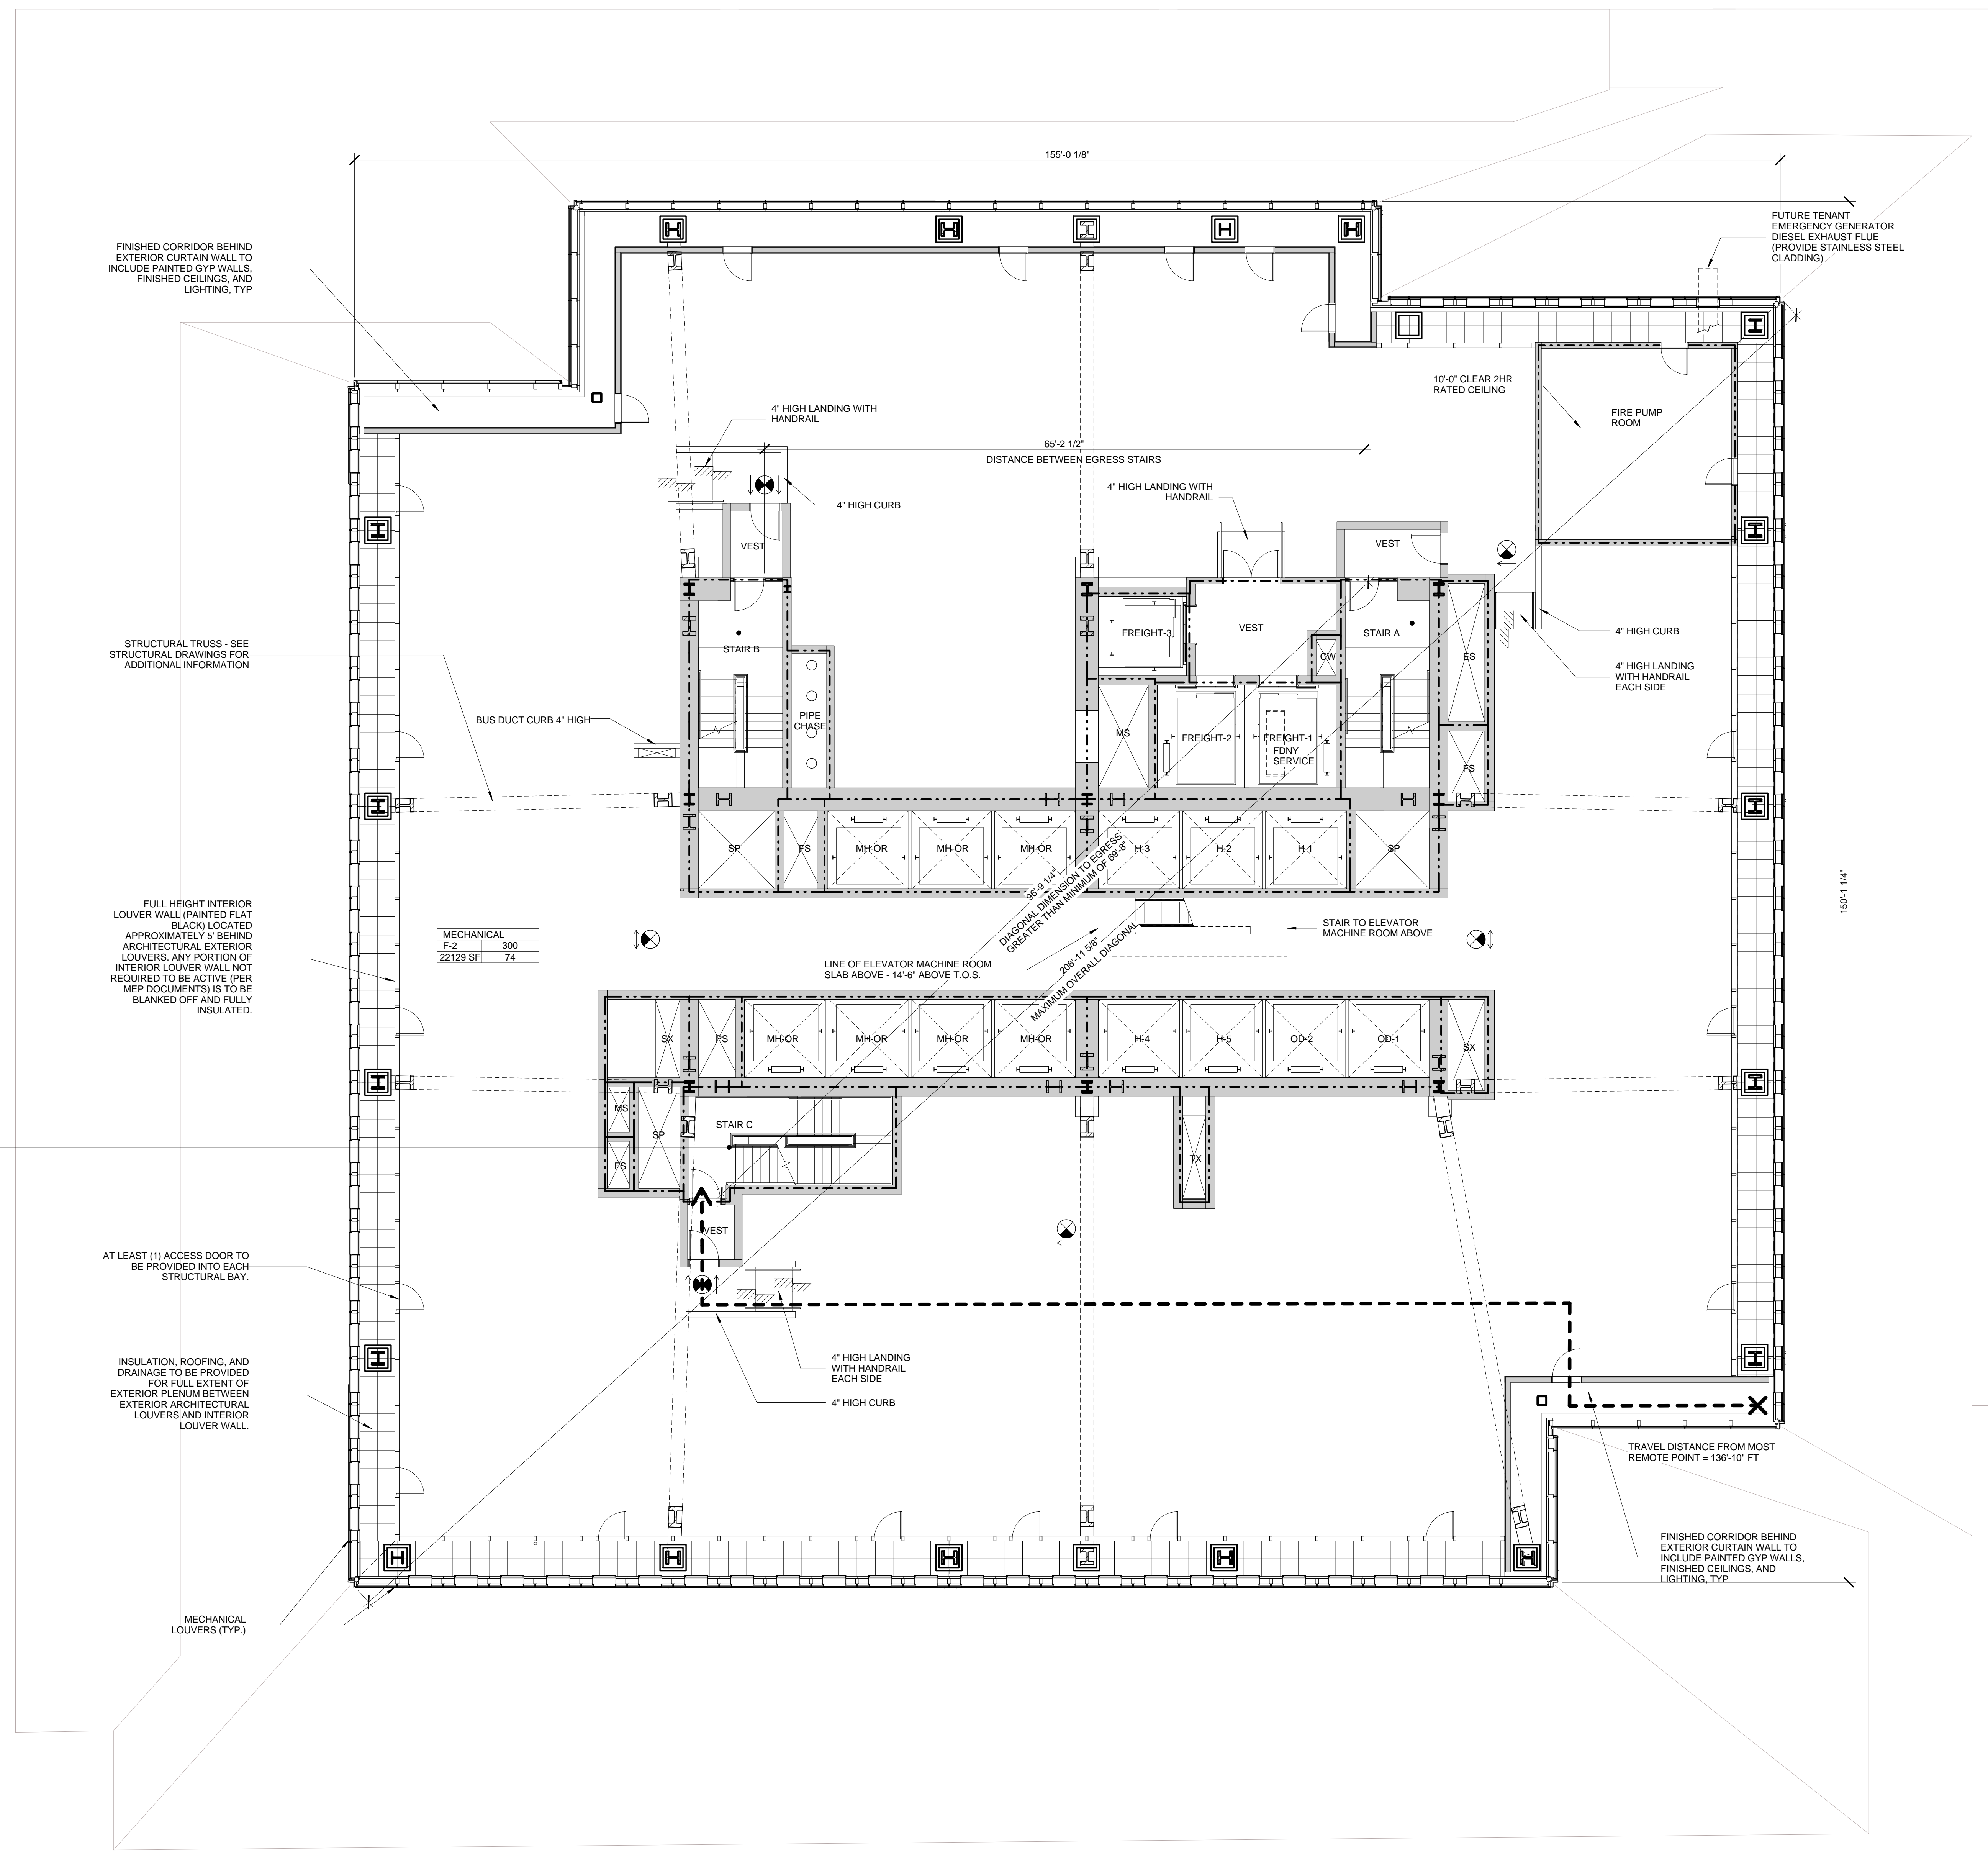 155'-0 1/8"
FINISHED CORRIDOR BEHIND
EXTERIOR CURTAIN WALL TO
INCLUDE PAINTED GYP WALLS,
FINISHED CEILINGS, AND
LIGHTING, TYP
FUTURE TENANT
EMERGENCY GENERATOR
DIESEL EXHAUST FLUE
(PROVIDE STAINLESS STEEL
CLADDING)
10'-0" CLEAR 2HR
RATED CEILING
FIRE PUMP
ROOM
4" HIGH LANDING WITH
HANDRAIL
65'-2 1/2"
DISTANCE BETWEEN EGRESS STAIRS
4" HIGH LANDING WITH
HANDRAIL
4" HIGH CURB
VEST
VEST
STRUCTURAL TRUSS - SEE
STRUCTURAL DRAWINGS FOR
ADDITIONAL INFORMATION
STAIR B
FREIGHT-3
VEST
STAIR A
CW
ES
4" HIGH CURB
4" HIGH LANDING
WITH HANDRAIL
EACH SIDE
BUS DUCT CURB 4" HIGH
PIPE
CHASE
MS
FREIGHT-2
FREIGHT-1
FDNY
SERVICE
FS
SP
FS
MH-OR
MH-OR
MH-OR
H-3
H-2
H-1
SP
96'-9 1/4"
DIAGONAL DIMENSION TO EGRESS
GREATER THAN MINIMUM OF 69'-8"
208'-11 5/8"
MAXIMUM OVERALL DIAGONAL
150'-1 1/4"
FULL HEIGHT INTERIOR
LOUVER WALL (PAINTED FLAT
BLACK) LOCATED
APPROXIMATELY 5' BEHIND
ARCHITECTURAL EXTERIOR
LOUVERS. ANY PORTION OF
INTERIOR LOUVER WALL NOT
REQUIRED TO BE ACTIVE (PER
MEP DOCUMENTS) IS TO BE
BLANKED OFF AND FULLY
INSULATED.
MECHANICAL
F-2 300
22129 SF 74
STAIR TO ELEVATOR
MACHINE ROOM ABOVE
LINE OF ELEVATOR MACHINE ROOM
SLAB ABOVE - 14'-6" ABOVE T.O.S.
SX
PS
MH-OR
MH-OR
MH-OR
MH-OR
H-4
H-5
OD-2
OD-1
SX
MS
SP
STAIR C
FS
TX
VEST
AT LEAST (1) ACCESS DOOR TO
BE PROVIDED INTO EACH
STRUCTURAL BAY.
INSULATION, ROOFING, AND
DRAINAGE TO BE PROVIDED
FOR FULL EXTENT OF
EXTERIOR PLENUM BETWEEN
EXTERIOR ARCHITECTURAL
LOUVERS AND INTERIOR
LOUVER WALL.
4" HIGH LANDING
WITH HANDRAIL
EACH SIDE
4" HIGH CURB
TRAVEL DISTANCE FROM MOST
REMOTE POINT = 136'-10" FT
FINISHED CORRIDOR BEHIND
EXTERIOR CURTAIN WALL TO
INCLUDE PAINTED GYP WALLS,
FINISHED CEILINGS, AND
LIGHTING, TYP
MECHANICAL
LOUVERS (TYP.)